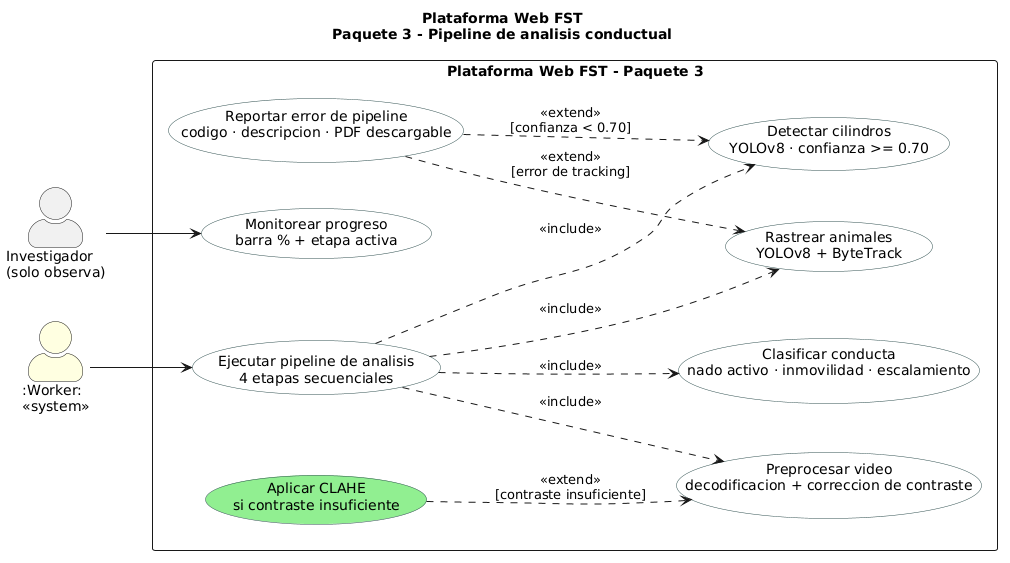 Plataforma Web FST
Paquete 3 - Pipeline de analisis conductual
Plataforma Web FST - Paquete 3
Reportar error de pipeline
codigo · descripcion · PDF descargable
«extend»
[confianza < 0.70]
Detectar cilindros
YOLOv8 · confianza >= 0.70
«extend»
[error de tracking]
Investigador
(solo observa)
Monitorear progreso
barra % + etapa activa
«include»
Rastrear animales
YOLOv8 + ByteTrack
«include»
:Worker:
«system»
Ejecutar pipeline de analisis
4 etapas secuenciales
«include»
Clasificar conducta
nado activo · inmovilidad · escalamiento
«include»
Aplicar CLAHE
si contraste insuficiente
«extend»
[contraste insuficiente]
Preprocesar video
decodificacion + correccion de contraste